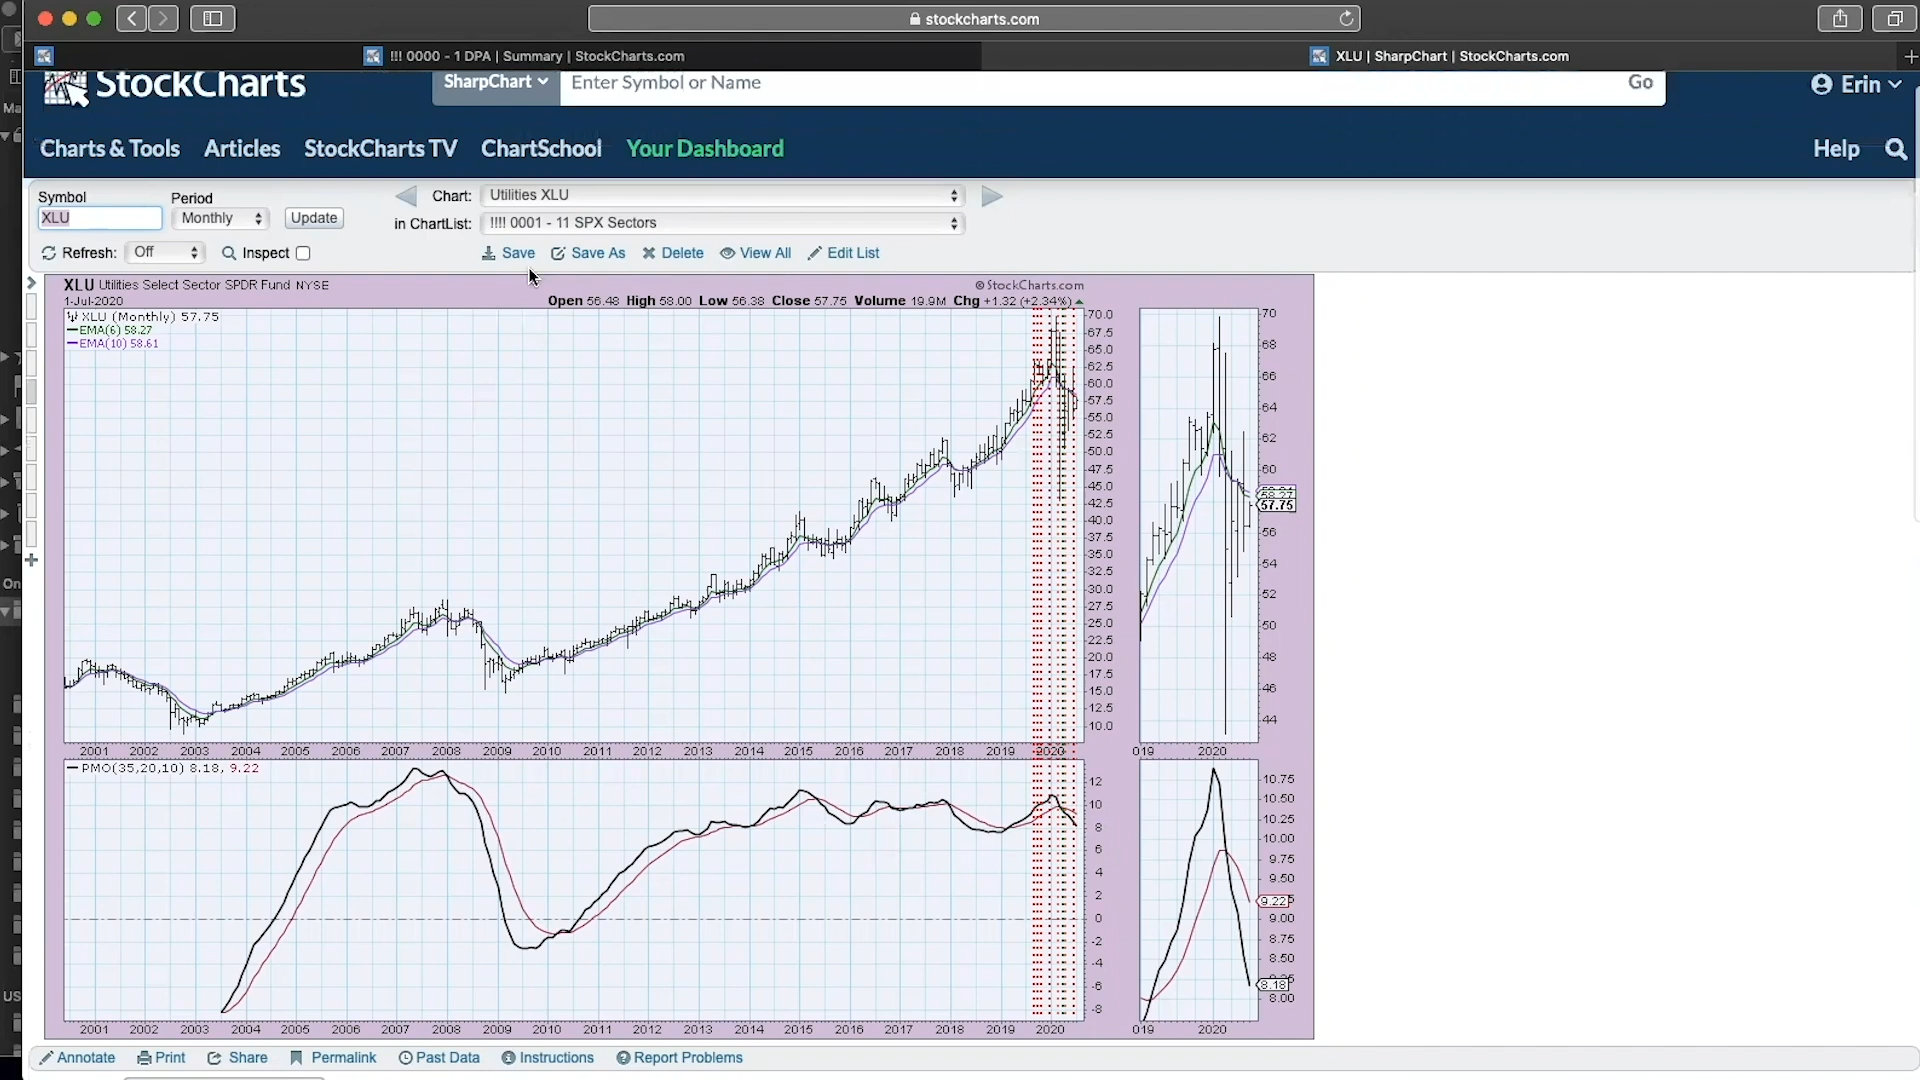 stockcharts.com
!!! 0000 - 1 DPA | Summary | StockCharts.com
XLU | SharpChart | StockCharts.com
StockCharts
SharpChart
Enter Symbol or Name
Go
Erin
Charts & Tools
Articles
StockCharts TV
ChartSchool
Your Dashboard
Help
Symbol
Period
Chart:
Utilities XLU
XLU
Monthly
Update
in ChartList:
!!!! 0001 - 11 SPX Sectors
Refresh:
Off
Inspect
Save
Save As
Delete
View All
Edit List
XLU Utilities Select Sector SPDR Fund NYSE
© StockCharts.com
1-Jul-2020
Open 56.48 High 58.00 Low 56.38 Close 57.75 Volume 19.9M Chg +1.32 (+2.34%)
XLU (Monthly) 57.75
EMA(6) 58.27
EMA(10) 58.61
70.0
67.5
65.0
62.5
60.0
57.5
55.0
52.5
50.0
47.5
45.0
42.5
40.0
37.5
35.0
32.5
30.0
27.5
25.0
22.5
20.0
17.5
15.0
12.5
10.0
70
68
66
64
62
60
58.27
57.75
56
54
52
50
48
46
44
2001 2002 2003 2004 2005 2006 2007 2008 2009 2010 2011 2012 2013 2014 2015 2016 2017 2018 2019 2020
019 2020
PMO(35,20,10) 8.18, 9.22
12
10
8
6
4
2
0
-2
-4
-6
-8
10.75
10.50
10.25
10.00
9.75
9.50
9.22
9.00
8.75
8.50
8.18
8.00
2001 2002 2003 2004 2005 2006 2007 2008 2009 2010 2011 2012 2013 2014 2015 2016 2017 2018 2019 2020
019 2020
Annotate
Print
Share
Permalink
Past Data
Instructions
Report Problems
Ma
On
US